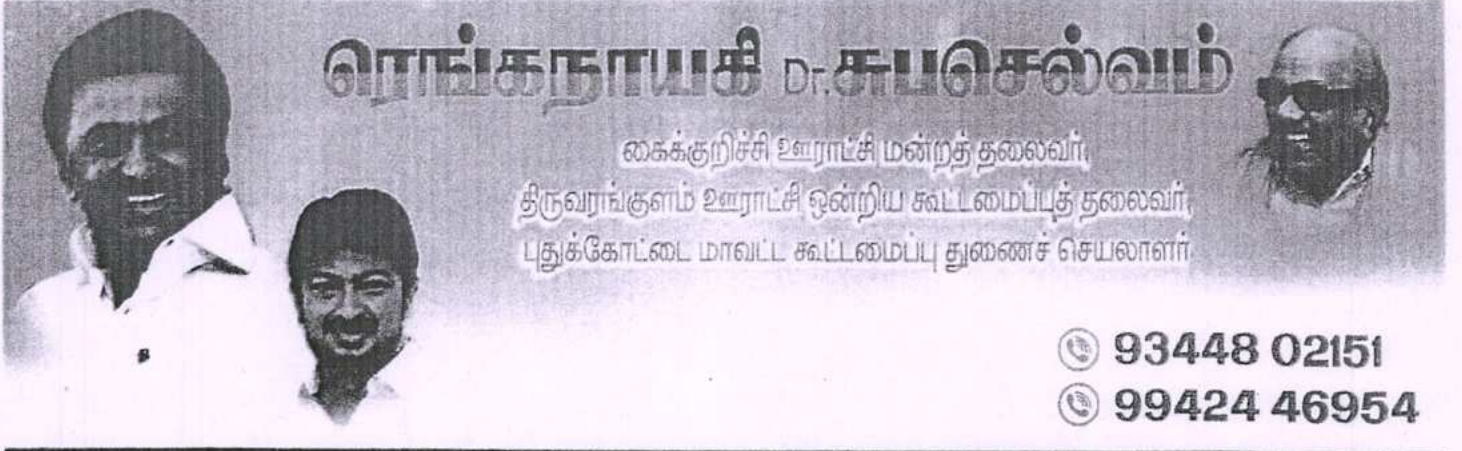 ரெங்கநாயகி Dr.சுபசெல்வம்
கைக்குறிச்சி ஊராட்சி மன்றத் தலைவர்,
திருவரங்குளம் ஊராட்சி ஒன்றிய கூட்டமைப்புத் தலைவர்,
புதுக்கோட்டை மாவட்ட கூட்டமைப்பு துணைச் செயலாளர்
93448 02151
99424 46954